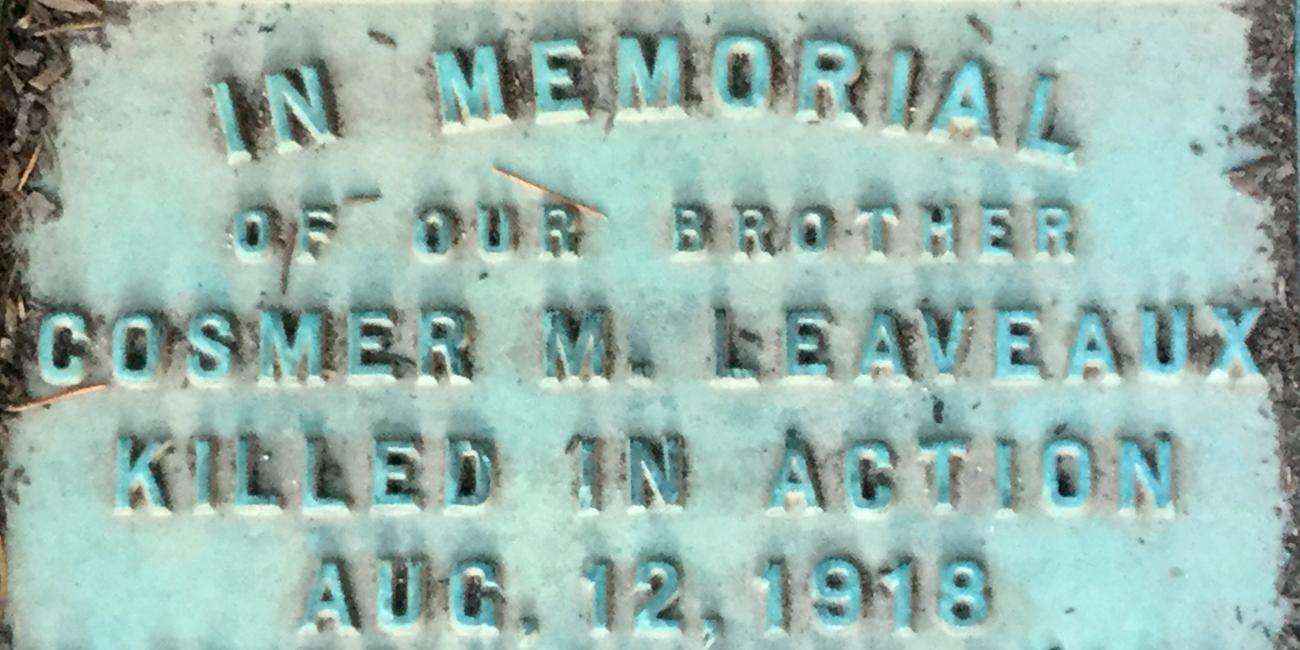 IN MEMORIAL
OF OUR BROTHER
COSMER M. LEAVEAUX
KILLED IN ACTION
AUG, 12, 1918